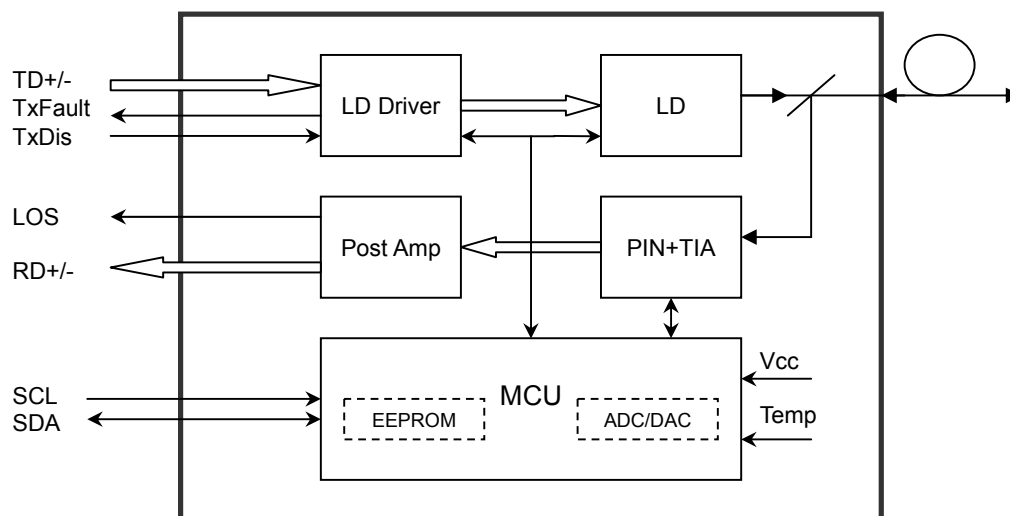 TD+/-
TxFault
TxDis
LD Driver
LD
LOS
RD+/-
Post Amp
PIN+TIA
SCL
SDA
MCU
EEPROM
ADC/DAC
Vcc
Temp